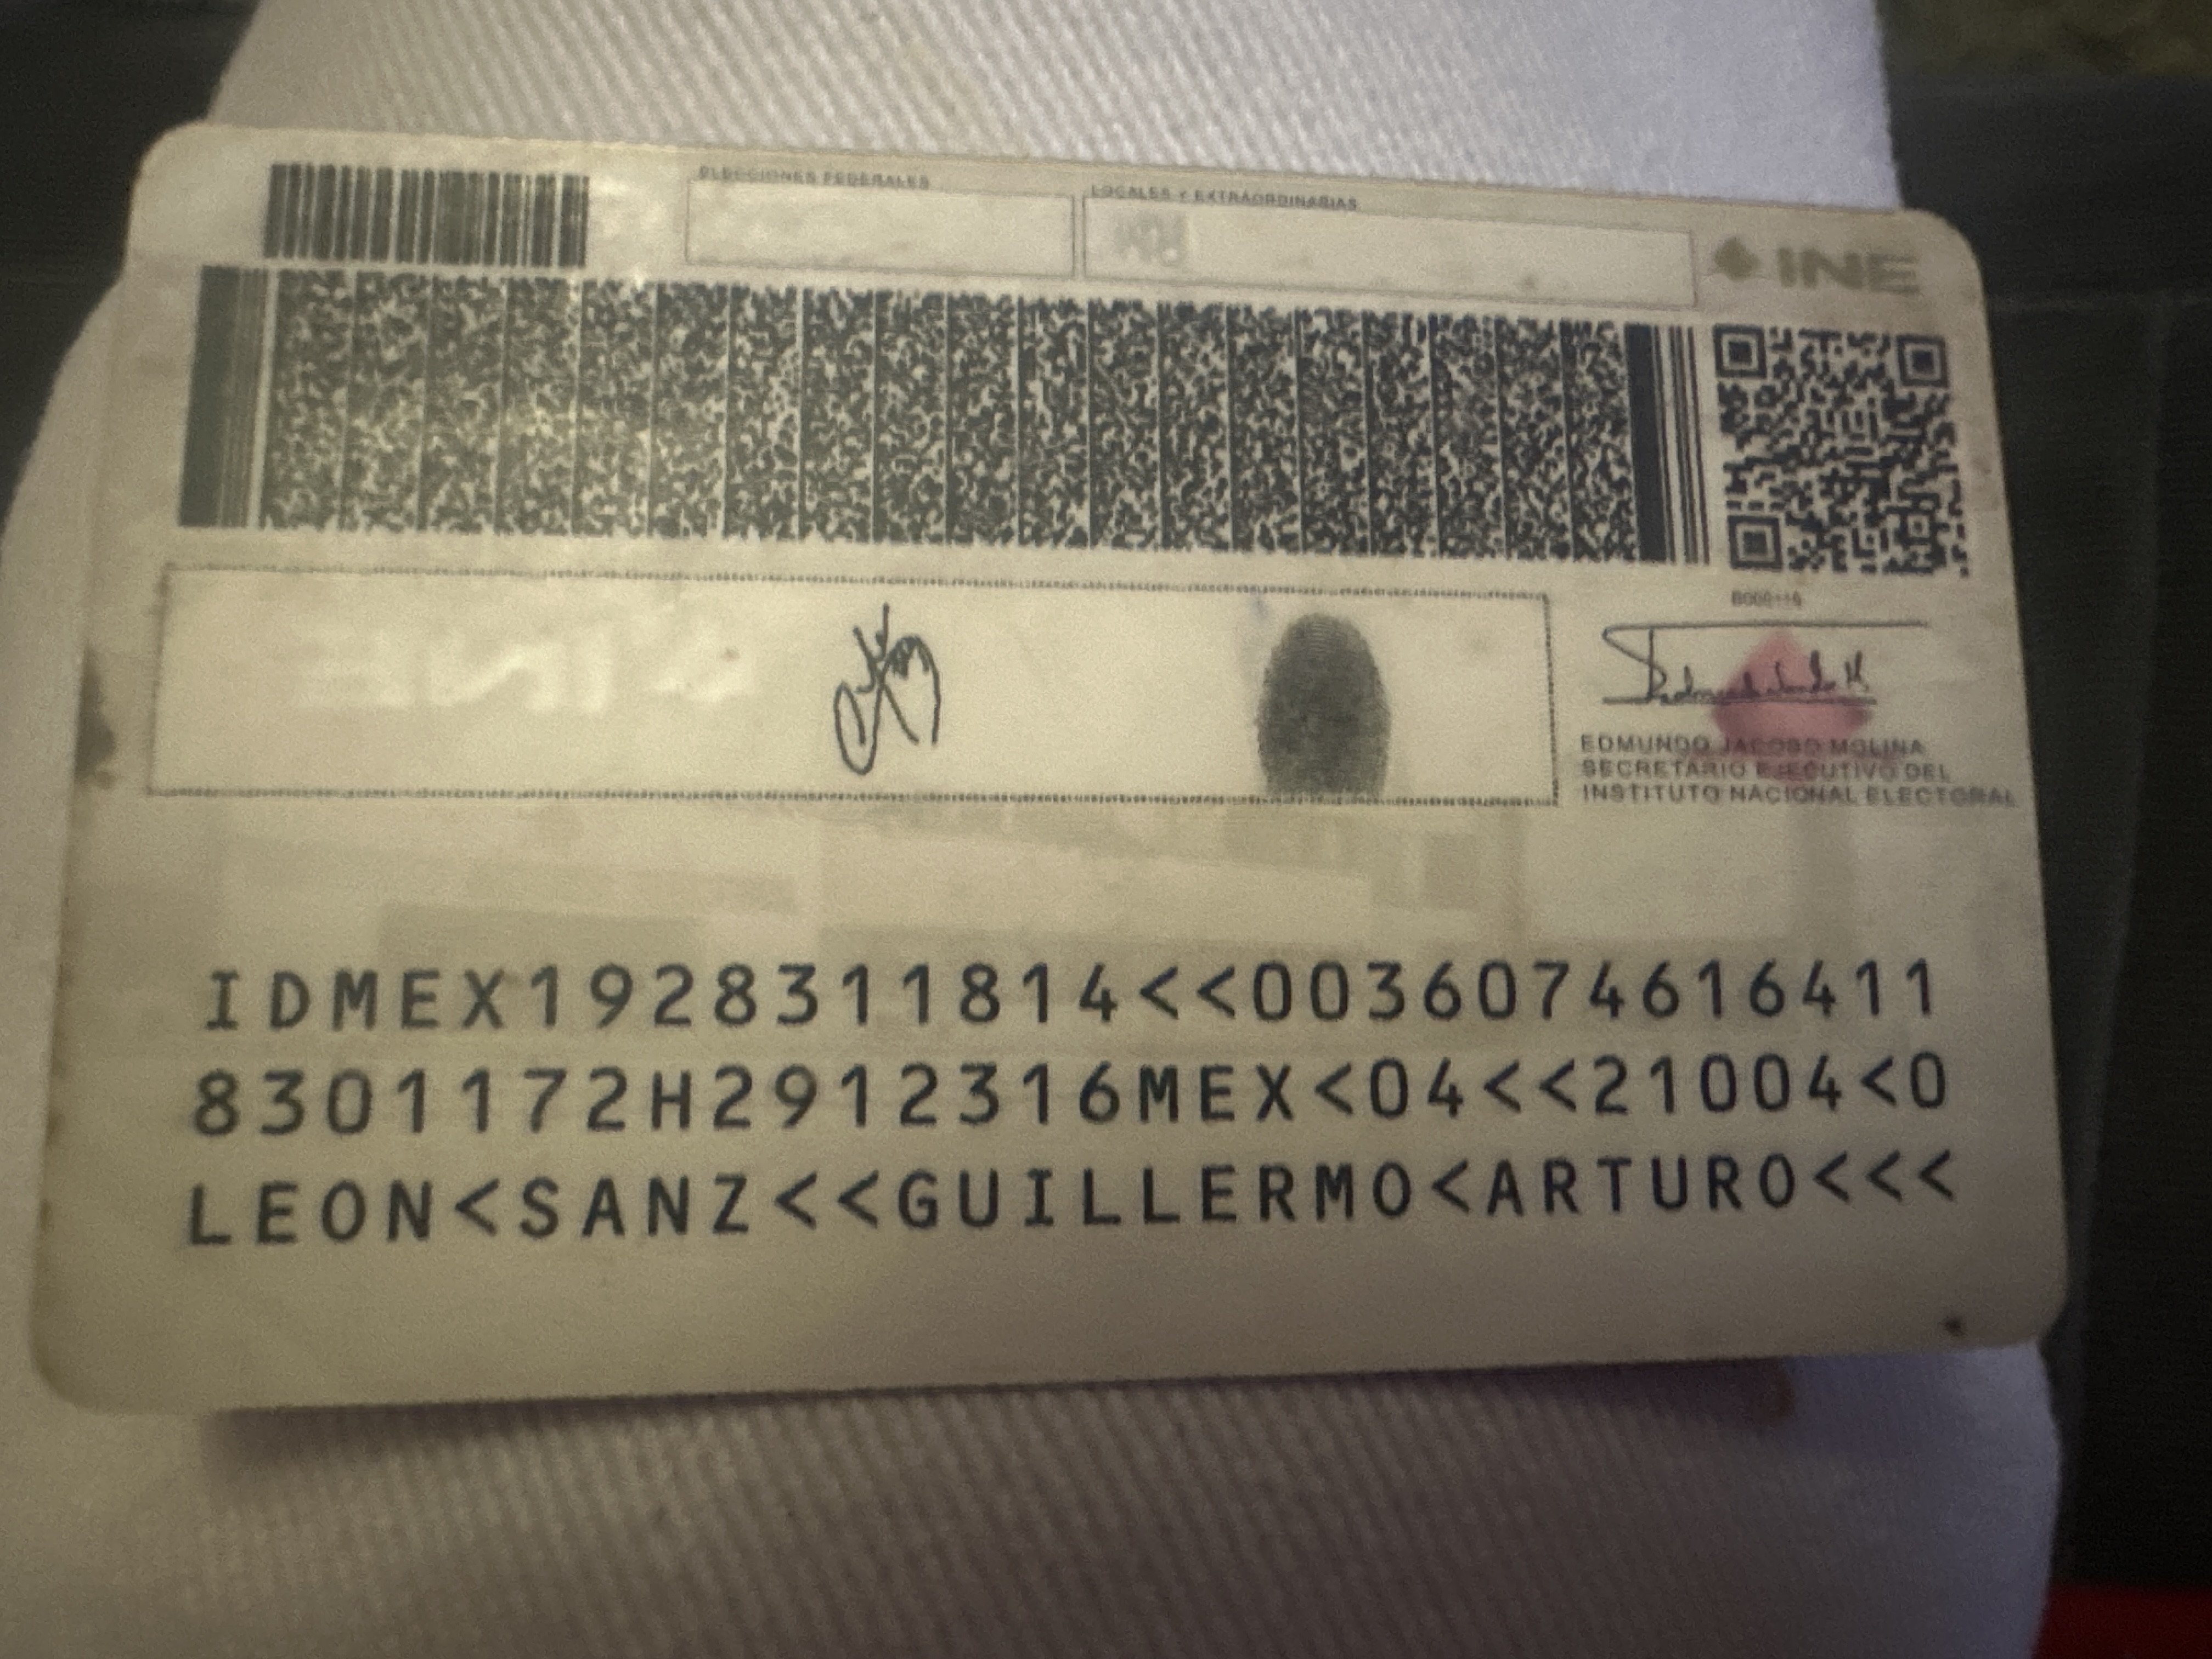 ELECCIONES FEDERALES
LOCALES Y EXTRAORDINARIAS
INE
EDMUNDO JACOBO MOLINA
SECRETARIO EJECUTIVO DEL
INSTITUTO NACIONAL ELECTORAL
IDMEX1928311814<<0036074616411
8301172H2912316MEX<04<<21004<0
LEON<SANZ<<GUILLERMO<ARTURO<<<